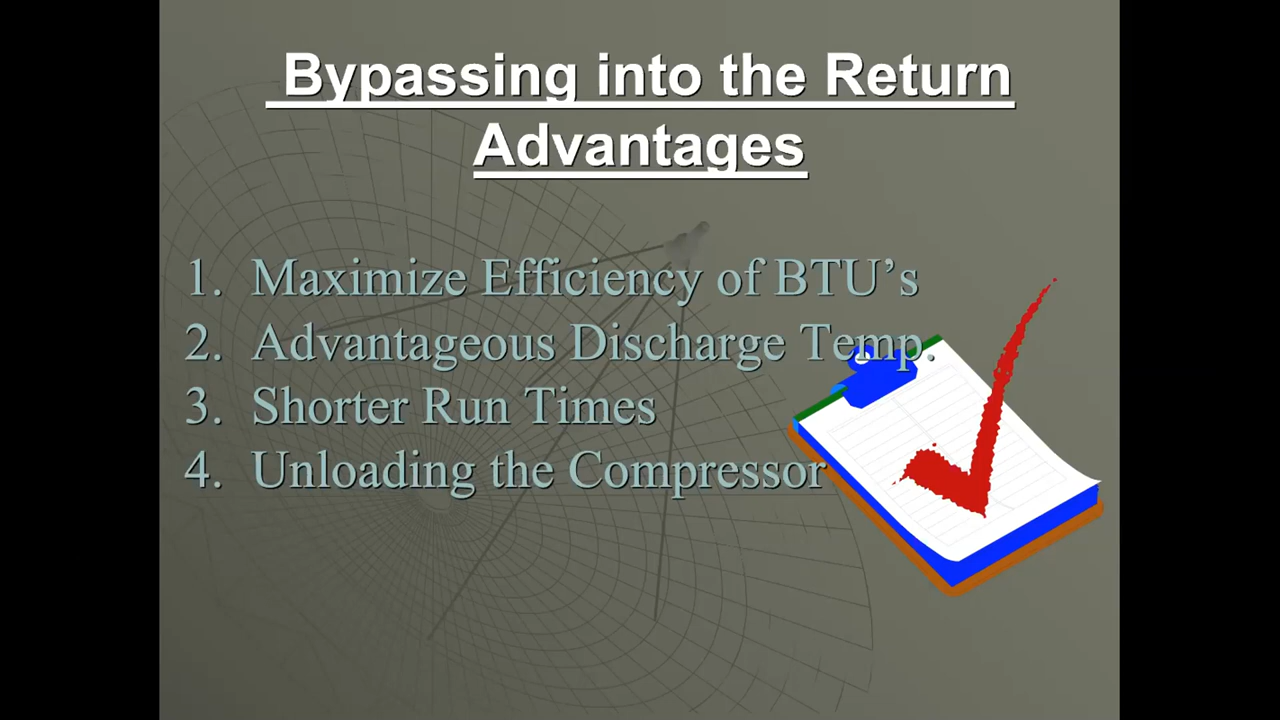 Bypassing into the Return
Advantages
1. Maximize Efficiency of BTU’s
2. Advantageous Discharge Temp.
3. Shorter Run Times
4. Unloading the Compressor